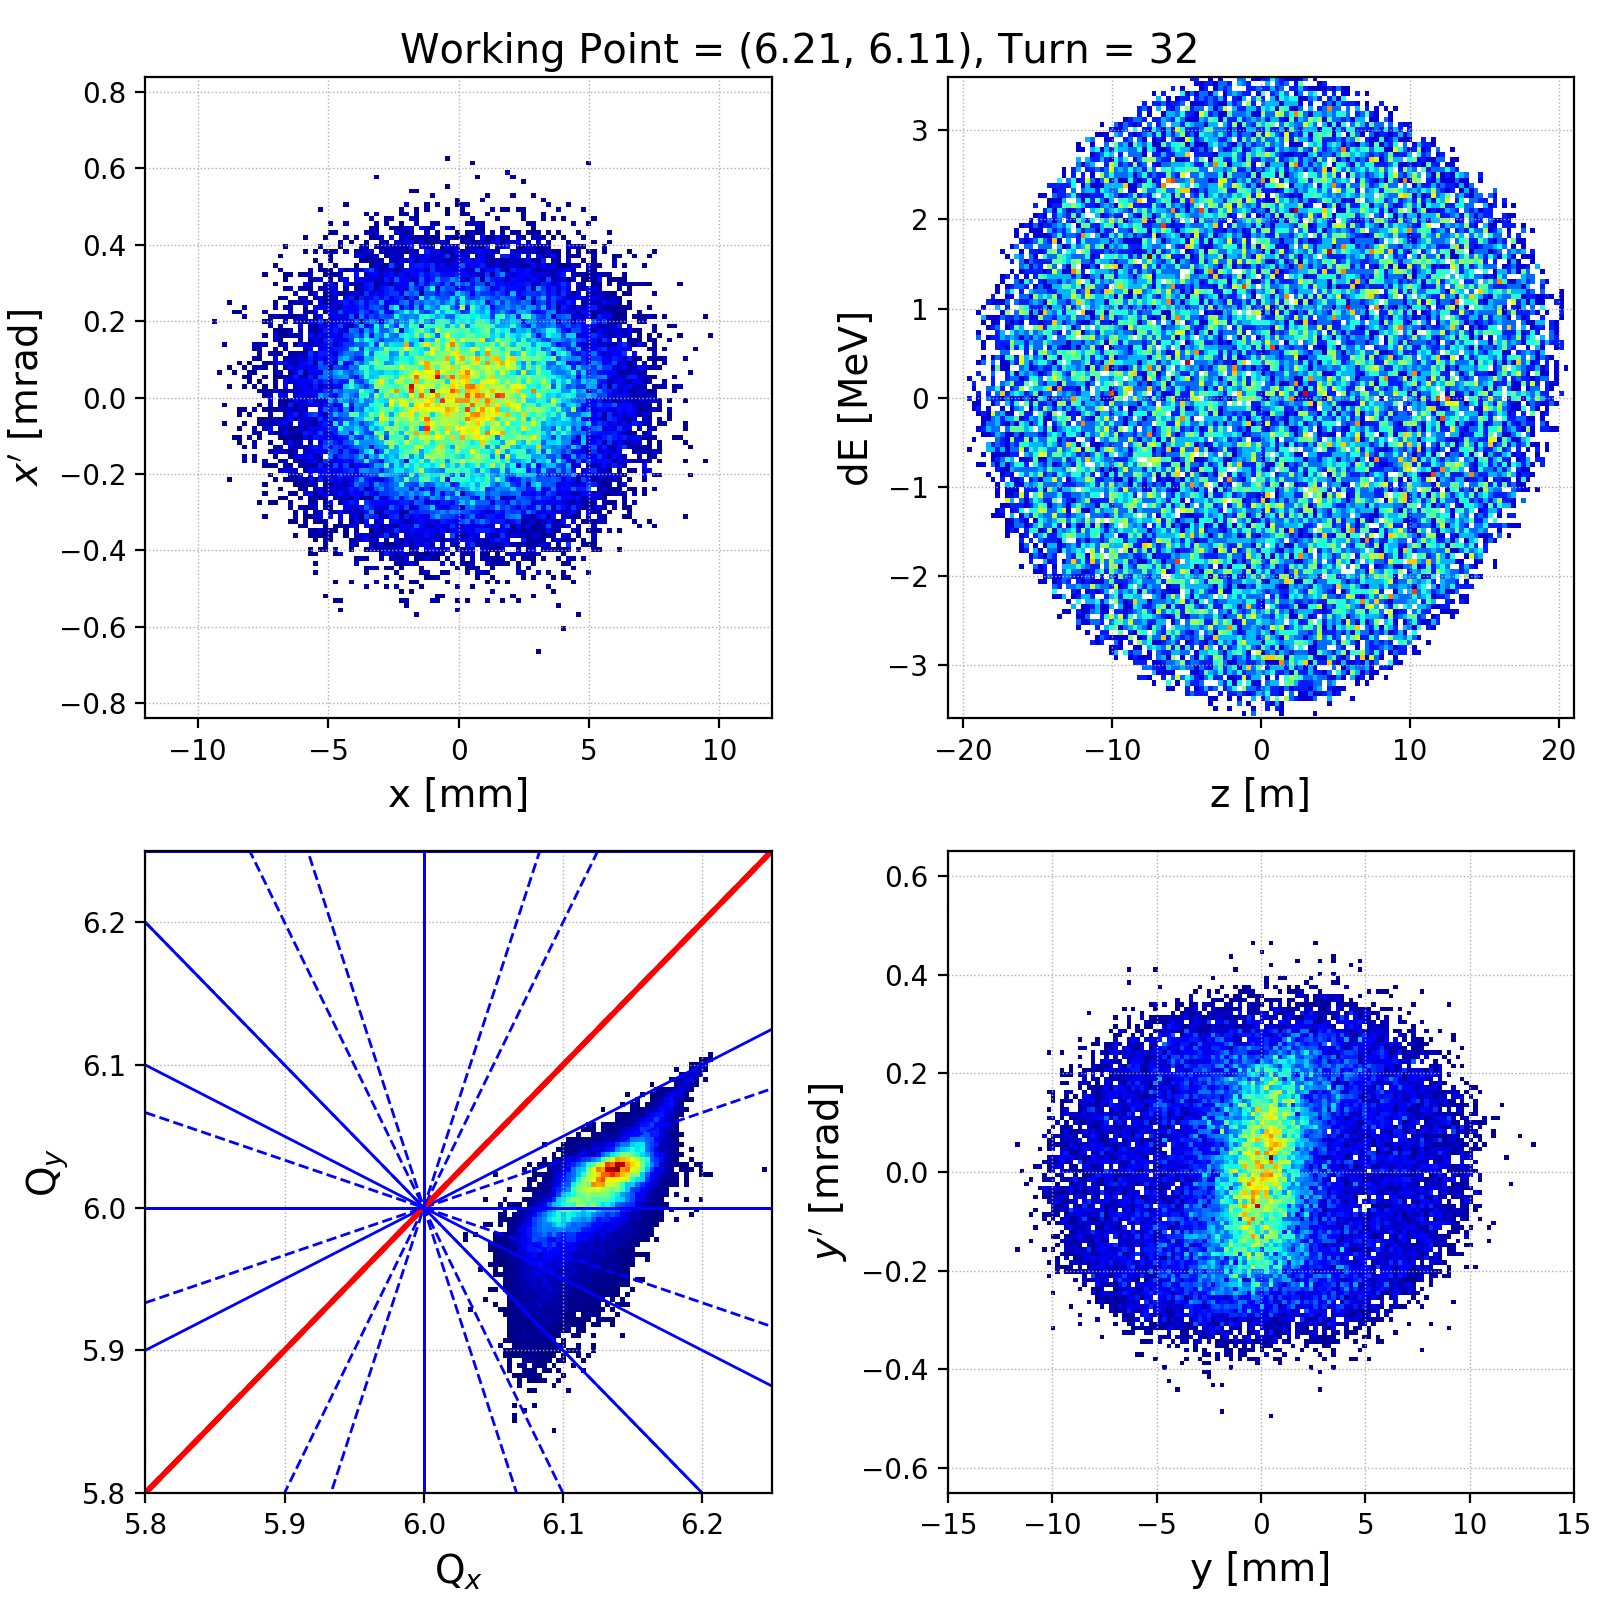 Working Point = (6.21, 6.11), Turn = 32
0.8
0.6
0.4
0.2
0.0
−0.2
−0.4
−0.6
−0.8
x′ [mrad]
−10 −5 0 5 10
x [mm]
3
2
1
0
−1
−2
−3
dE [MeV]
−20 −10 0 10 20
z [m]
6.2
6.1
6.0
5.9
5.8
Qy
5.8 5.9 6.0 6.1 6.2
Qx
0.6
0.4
0.2
0.0
−0.2
−0.4
−0.6
y′ [mrad]
−15 −10 −5 0 5 10 15
y [mm]